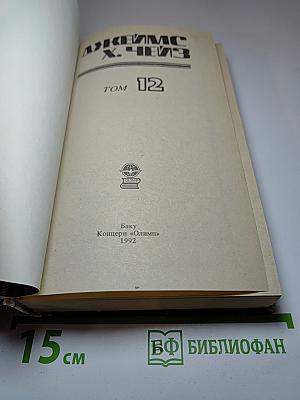 ДЖЕЙМС
Х. ЧЕЙЗ
ТОМ 12
Баку
Концерн «Олимп»
1992
15 см
БФ БИБЛИОФАН